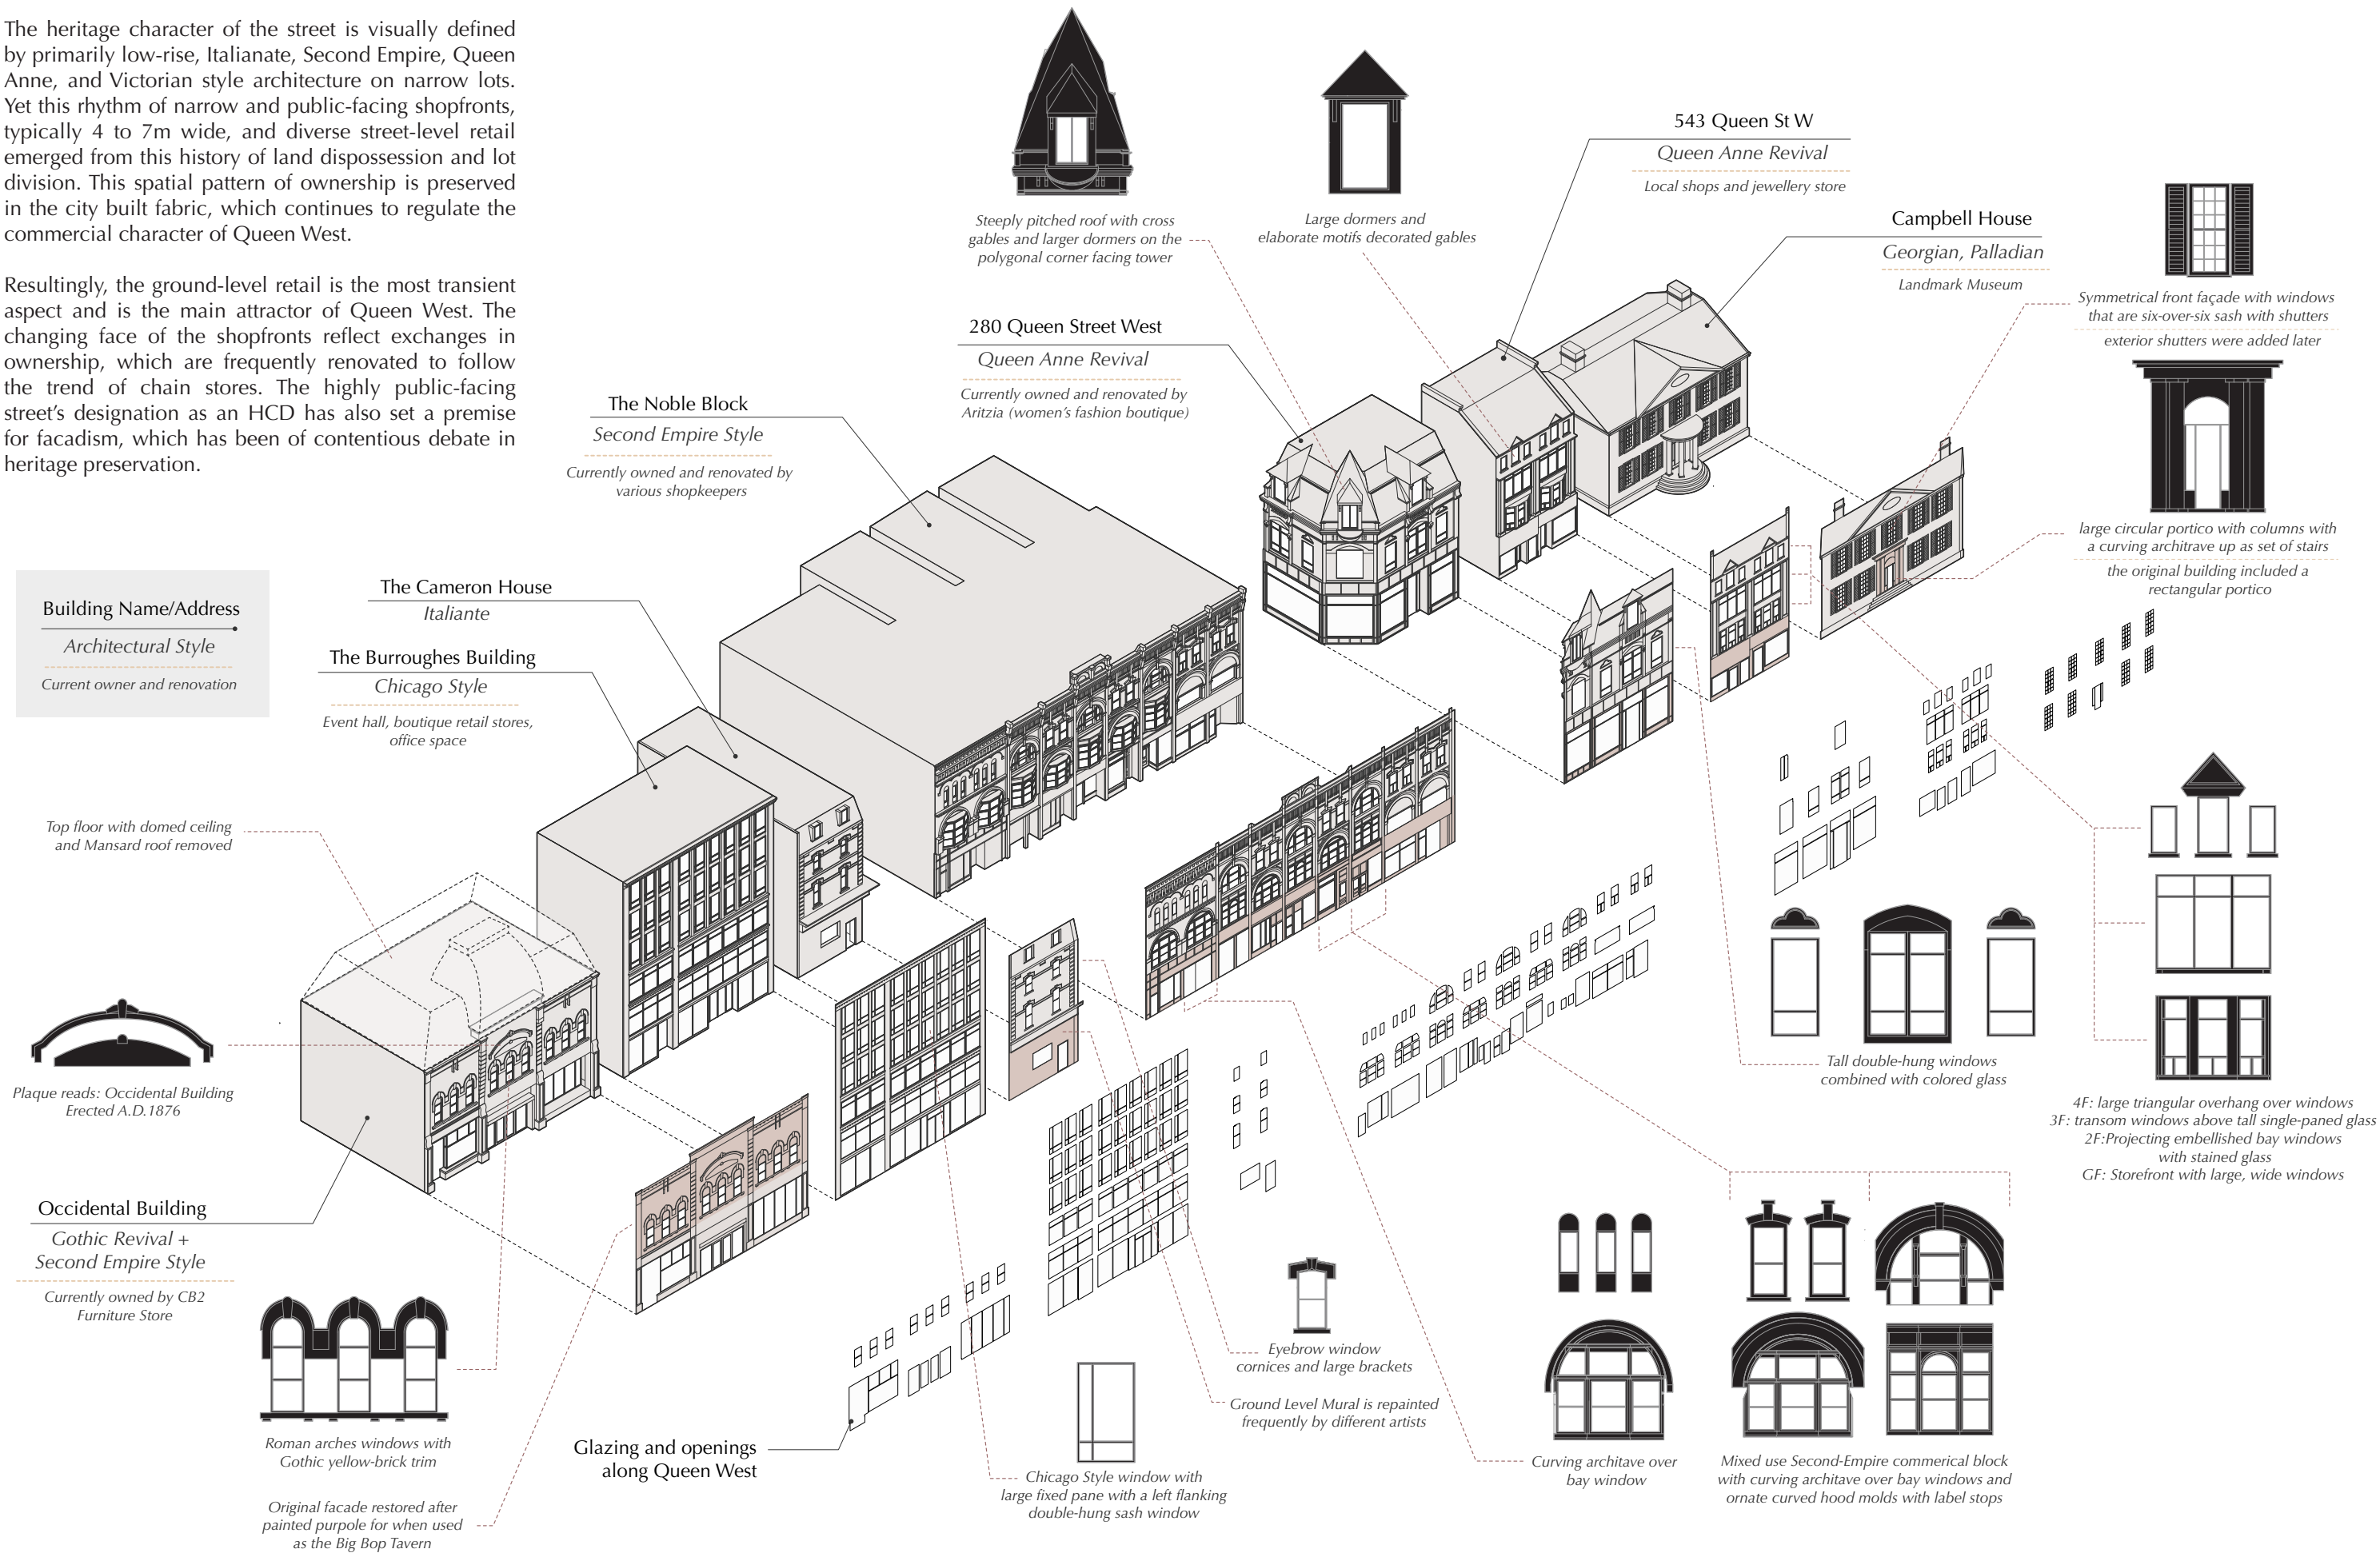 The heritage character of the street is visually defined
by primarily low-rise, Italianate, Second Empire, Queen
Anne, and Victorian style architecture on narrow lots.
Yet this rhythm of narrow and public-facing shopfronts,
typically 4 to 7m wide, and diverse street-level retail
emerged from this history of land dispossession and lot
division. This spatial pattern of ownership is preserved
in the city built fabric, which continues to regulate the
commercial character of Queen West.
Resultingly, the ground-level retail is the most transient
aspect and is the main attractor of Queen West. The
changing face of the shopfronts reflect exchanges in
ownership, which are frequently renovated to follow
the trend of chain stores. The highly public-facing
street's designation as an HCD has also set a premise
for facadism, which has been of contentious debate in
heritage preservation.
Building Name/Address
Architectural Style
Current owner and renovation
Steeply pitched roof with cross
gables and larger dormers on the
polygonal corner facing tower
Large dormers and
elaborate motifs decorated gables
543 Queen St W
Queen Anne Revival
Local shops and jewellery store
Campbell House
Georgian, Palladian
Landmark Museum
Symmetrical front façade with windows
that are six-over-six sash with shutters
exterior shutters were added later
large circular portico with columns with
a curving architrave up as set of stairs
the original building included a
rectangular portico
280 Queen Street West
Queen Anne Revival
Currently owned and renovated by
Aritzia (women's fashion boutique)
The Noble Block
Second Empire Style
Currently owned and renovated by
various shopkeepers
The Cameron House
Italiante
The Burroughes Building
Chicago Style
Event hall, boutique retail stores,
office space
Top floor with domed ceiling
and Mansard roof removed
Plaque reads: Occidental Building
Erected A.D.1876
Occidental Building
Gothic Revival +
Second Empire Style
Currently owned by CB2
Furniture Store
Roman arches windows with
Gothic yellow-brick trim
Original facade restored after
painted purpole for when used
as the Big Bop Tavern
Glazing and openings
along Queen West
Chicago Style window with
large fixed pane with a left flanking
double-hung sash window
Eyebrow window
cornices and large brackets
Ground Level Mural is repainted
frequently by different artists
Curving architave over
bay window
Mixed use Second-Empire commerical block
with curving architave over bay windows and
ornate curved hood molds with label stops
Tall double-hung windows
combined with colored glass
4F: large triangular overhang over windows
3F: transom windows above tall single-paned glass
2F:Projecting embellished bay windows
with stained glass
GF: Storefront with large, wide windows